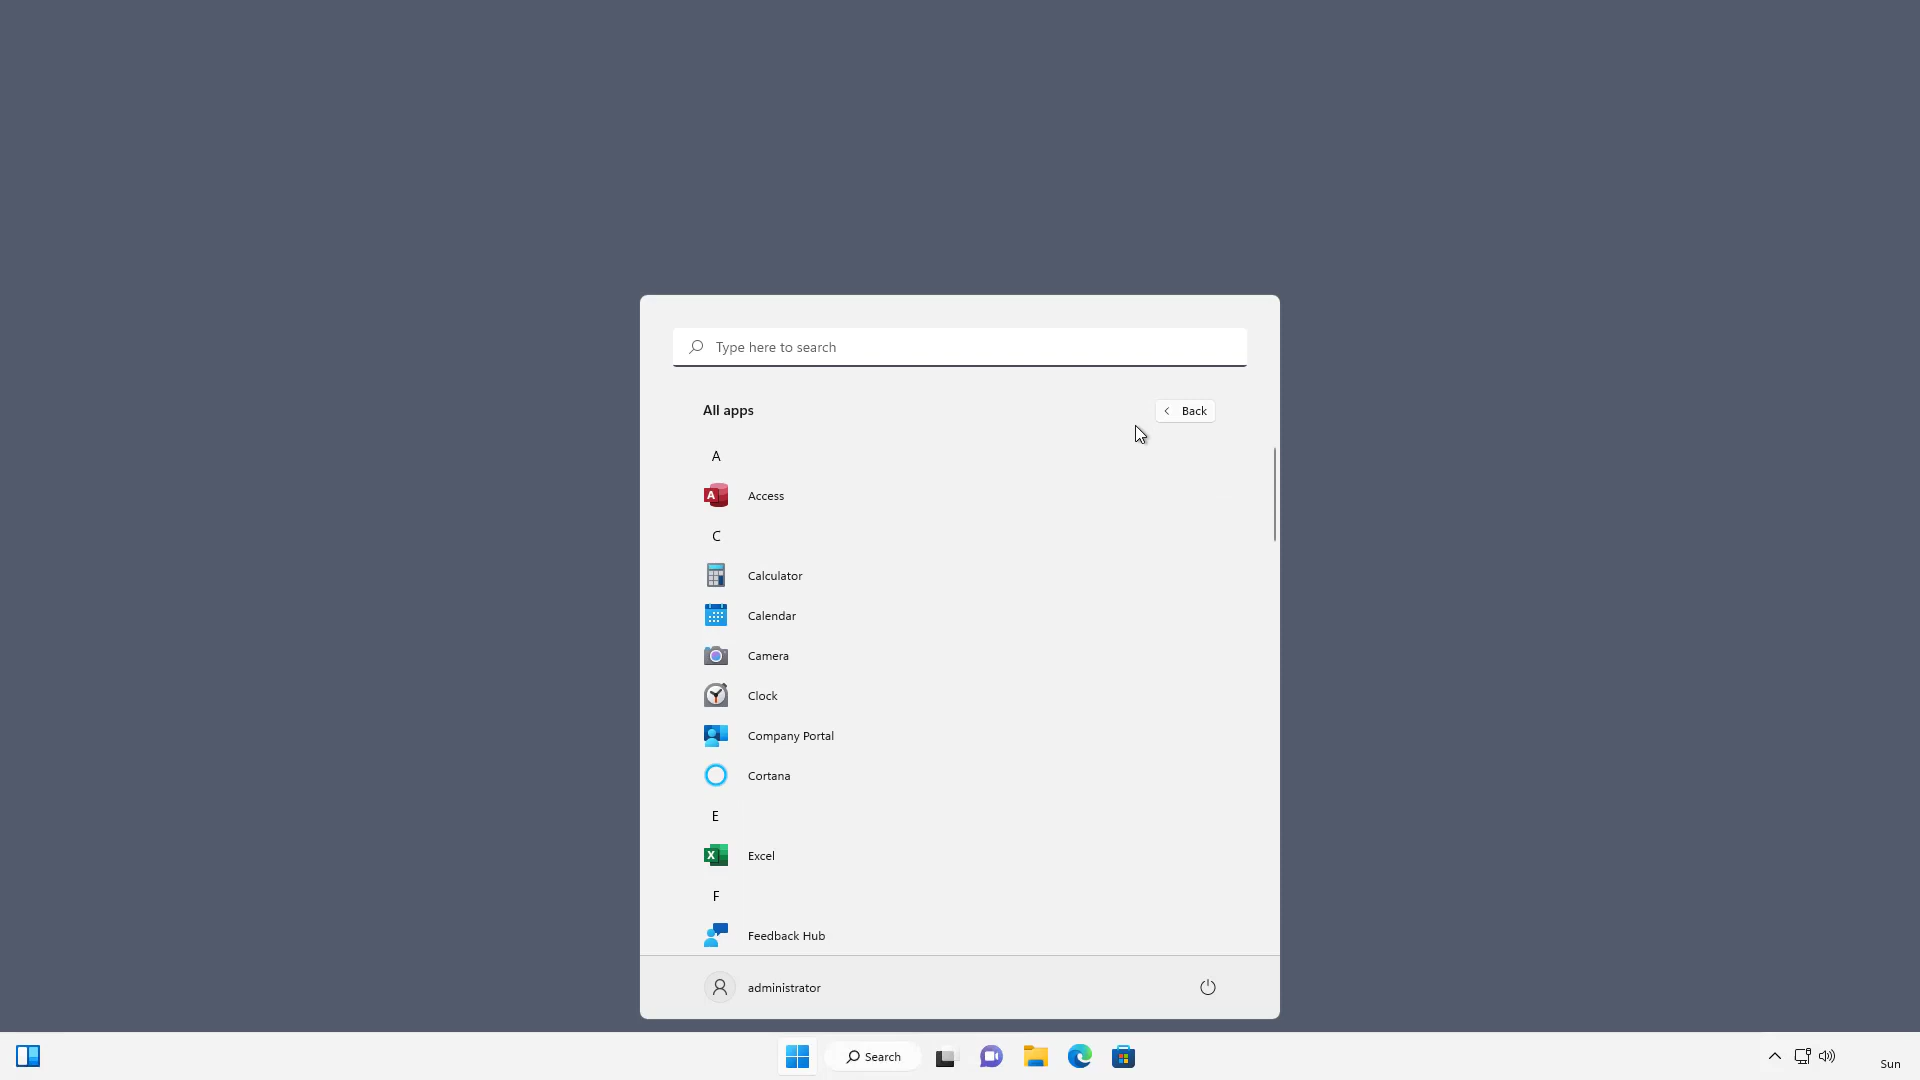 Type here to search
All apps
Back
A
Access
C
Calculator
Calendar
Camera
Clock
Company Portal
Cortana
E
Excel
F
Feedback Hub
administrator
Search
Sun